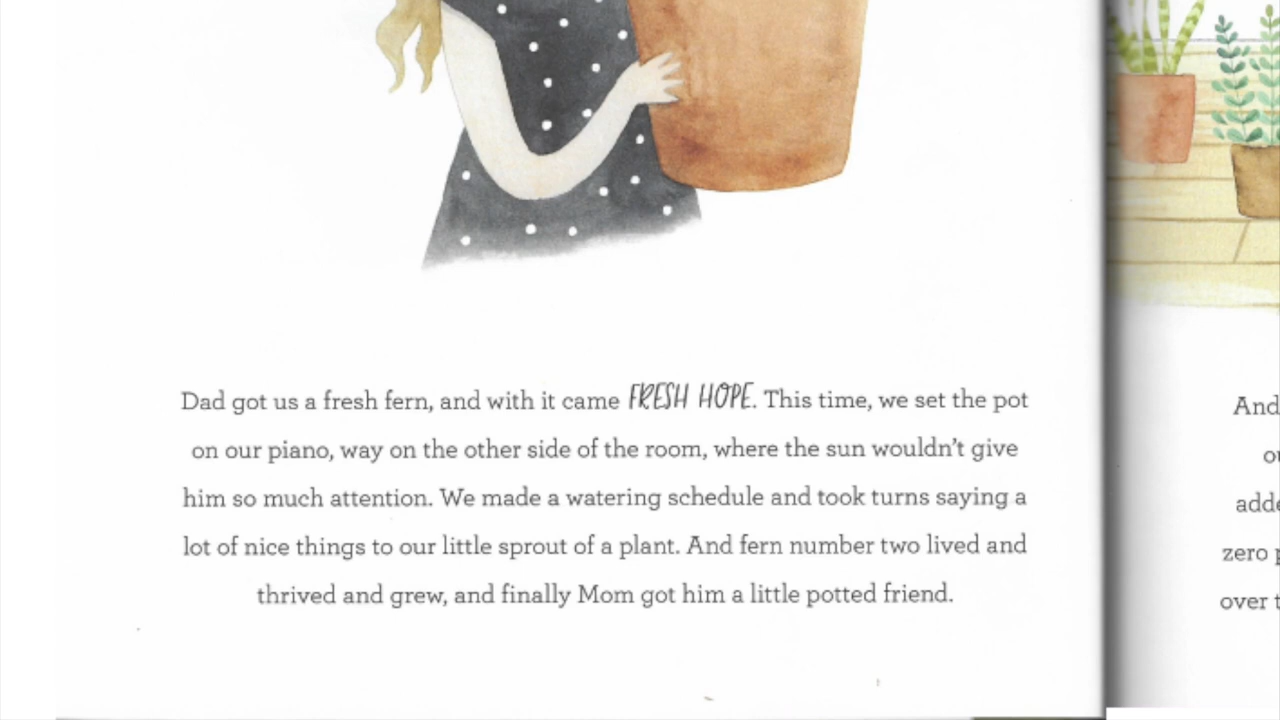 Dad got us a fresh fern, and with it came FRESH HOPE. This time, we set the pot
on our piano, way on the other side of the room, where the sun wouldn’t give
him so much attention. We made a watering schedule and took turns saying a
lot of nice things to our little sprout of a plant. And fern number two lived and
thrived and grew, and finally Mom got him a little potted friend.
And
zero
over